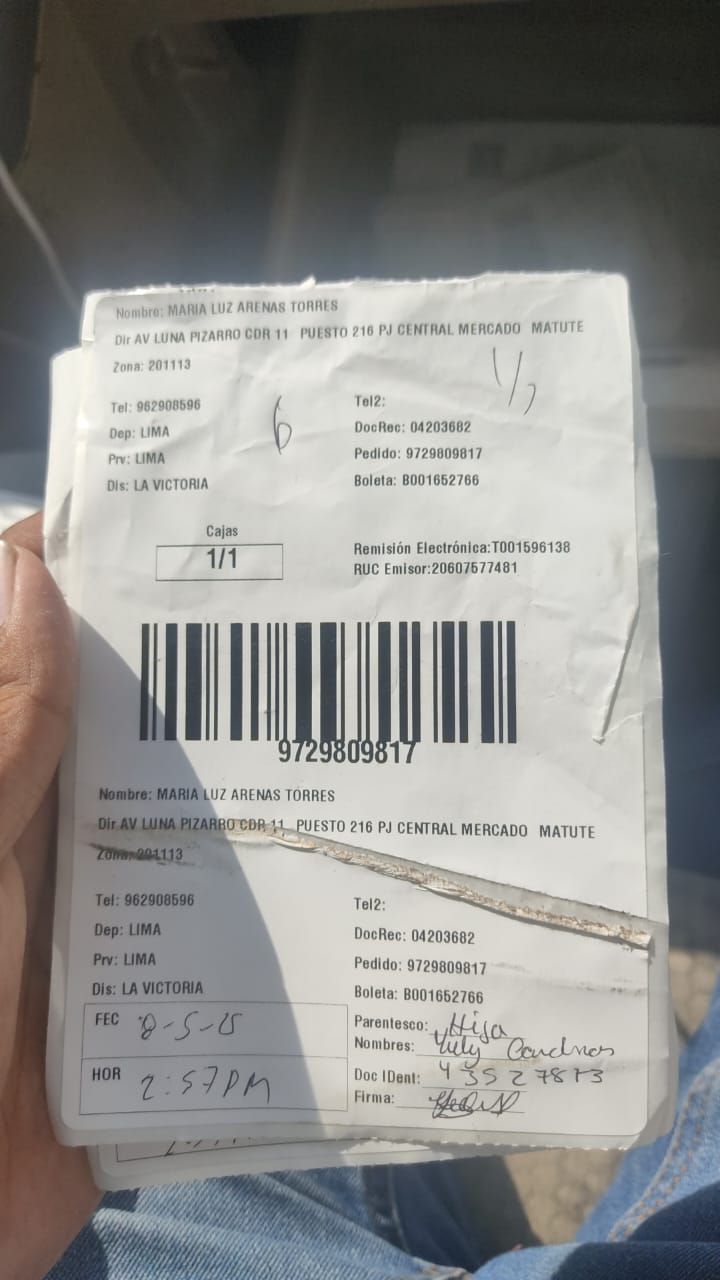 Nombre: MARIA LUZ ARENAS TORRES
Dir AV LUNA PIZARRO CDR 11 PUESTO 216 PJ CENTRAL MERCADO MATUTE
Zona: 201113
1/1
Tel: 962908596
6
Tel2:
Dep: LIMA
DocRec: 04203682
Prv: LIMA
Pedido: 9729809817
Dis: LA VICTORIA
Boleta: B001652766
Cajas
1/1
Remisión Electrónica:T001596138
RUC Emisor:20607577481
9729809817
Nombre: MARIA LUZ ARENAS TORRES
Dir AV LUNA PIZARRO CDR 11 PUESTO 216 PJ CENTRAL MERCADO MATUTE
Zona: 201113
Tel: 962908596
Tel2:
Dep: LIMA
DocRec: 04203682
Prv: LIMA
Pedido: 9729809817
Dis: LA VICTORIA
Boleta: B001652766
FEC 8-5-25
Parentesco: Hija
Nombres: Yuly
HOR 2:57PM
Doc IDent: 43527813
Firma: